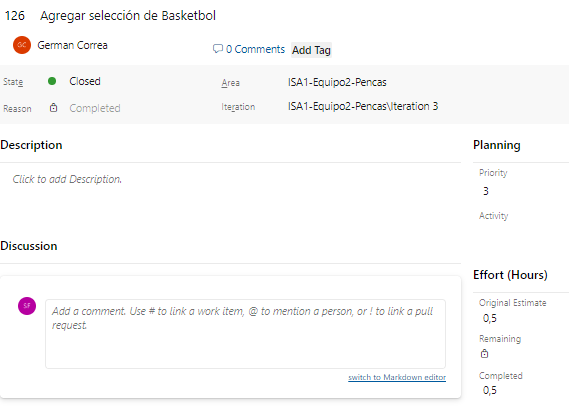 126 Agregar selección de Basketbol
GC German Correa
0 Comments Add Tag
State Closed
Reason Completed
Area ISA1-Equipo2-Pencas
Iteration ISA1-Equipo2-Pencas\Iteration 3
Description
Click to add Description.
Discussion
SF
Add a comment. Use # to link a work item, @ to mention a person, or ! to link a pull
request.
switch to Markdown editor
Planning
Priority
3
Activity
Effort (Hours)
Original Estimate
0,5
Remaining
Completed
0,5